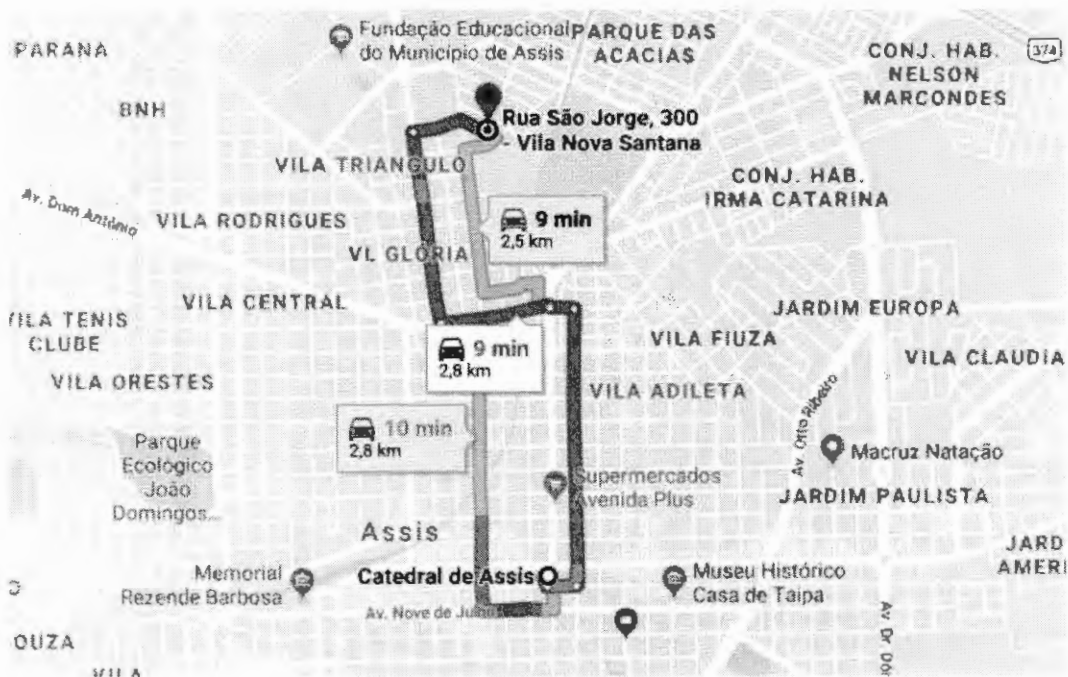 Fundação Educacional
do Município de Assis
PARQUE DAS
ACACIAS
PARANA
CONJ. HAB.
NELSON
MARCONDES
374
BNH
Rua São Jorge, 300
- Vila Nova Santana
VILA TRIANGULO
CONJ. HAB.
IRMA CATARINA
Av. Dom Antônio
VILA RODRIGUES
9 min
2,5 km
VL GLORIA
VILA CENTRAL
JARDIM EUROPA
VILA TENIS
CLUBE
9 min
2,8 km
VILA FIUZA
VILA CLAUDIA
VILA ORESTES
VILA ADILETA
Av. Otto Ribeiro
10 min
2,8 km
Parque
Ecológico
João
Domingos...
Macruz Natação
Supermercados
Avenida Plus
JARDIM PAULISTA
Assis
JARD
AMERI
Memorial
Rezende Barbosa
Catedral de Assis
Museu Histórico
Casa de Taipa
Av. Nove de Julho
Av. Dr. Dór
OUZA
VILA